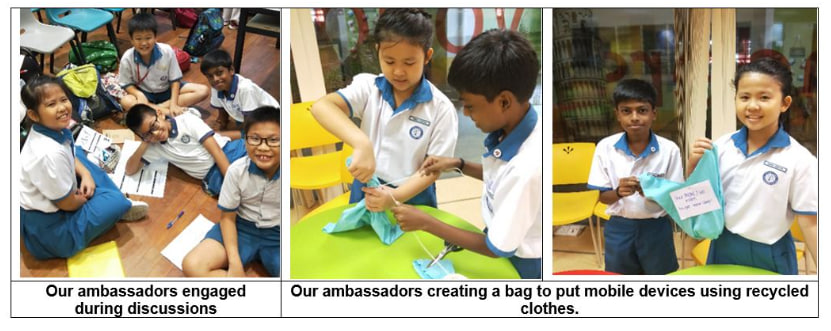 Our ambassadors engaged
during discussions
Our ambassadors creating a bag to put mobile devices using recycled
clothes.